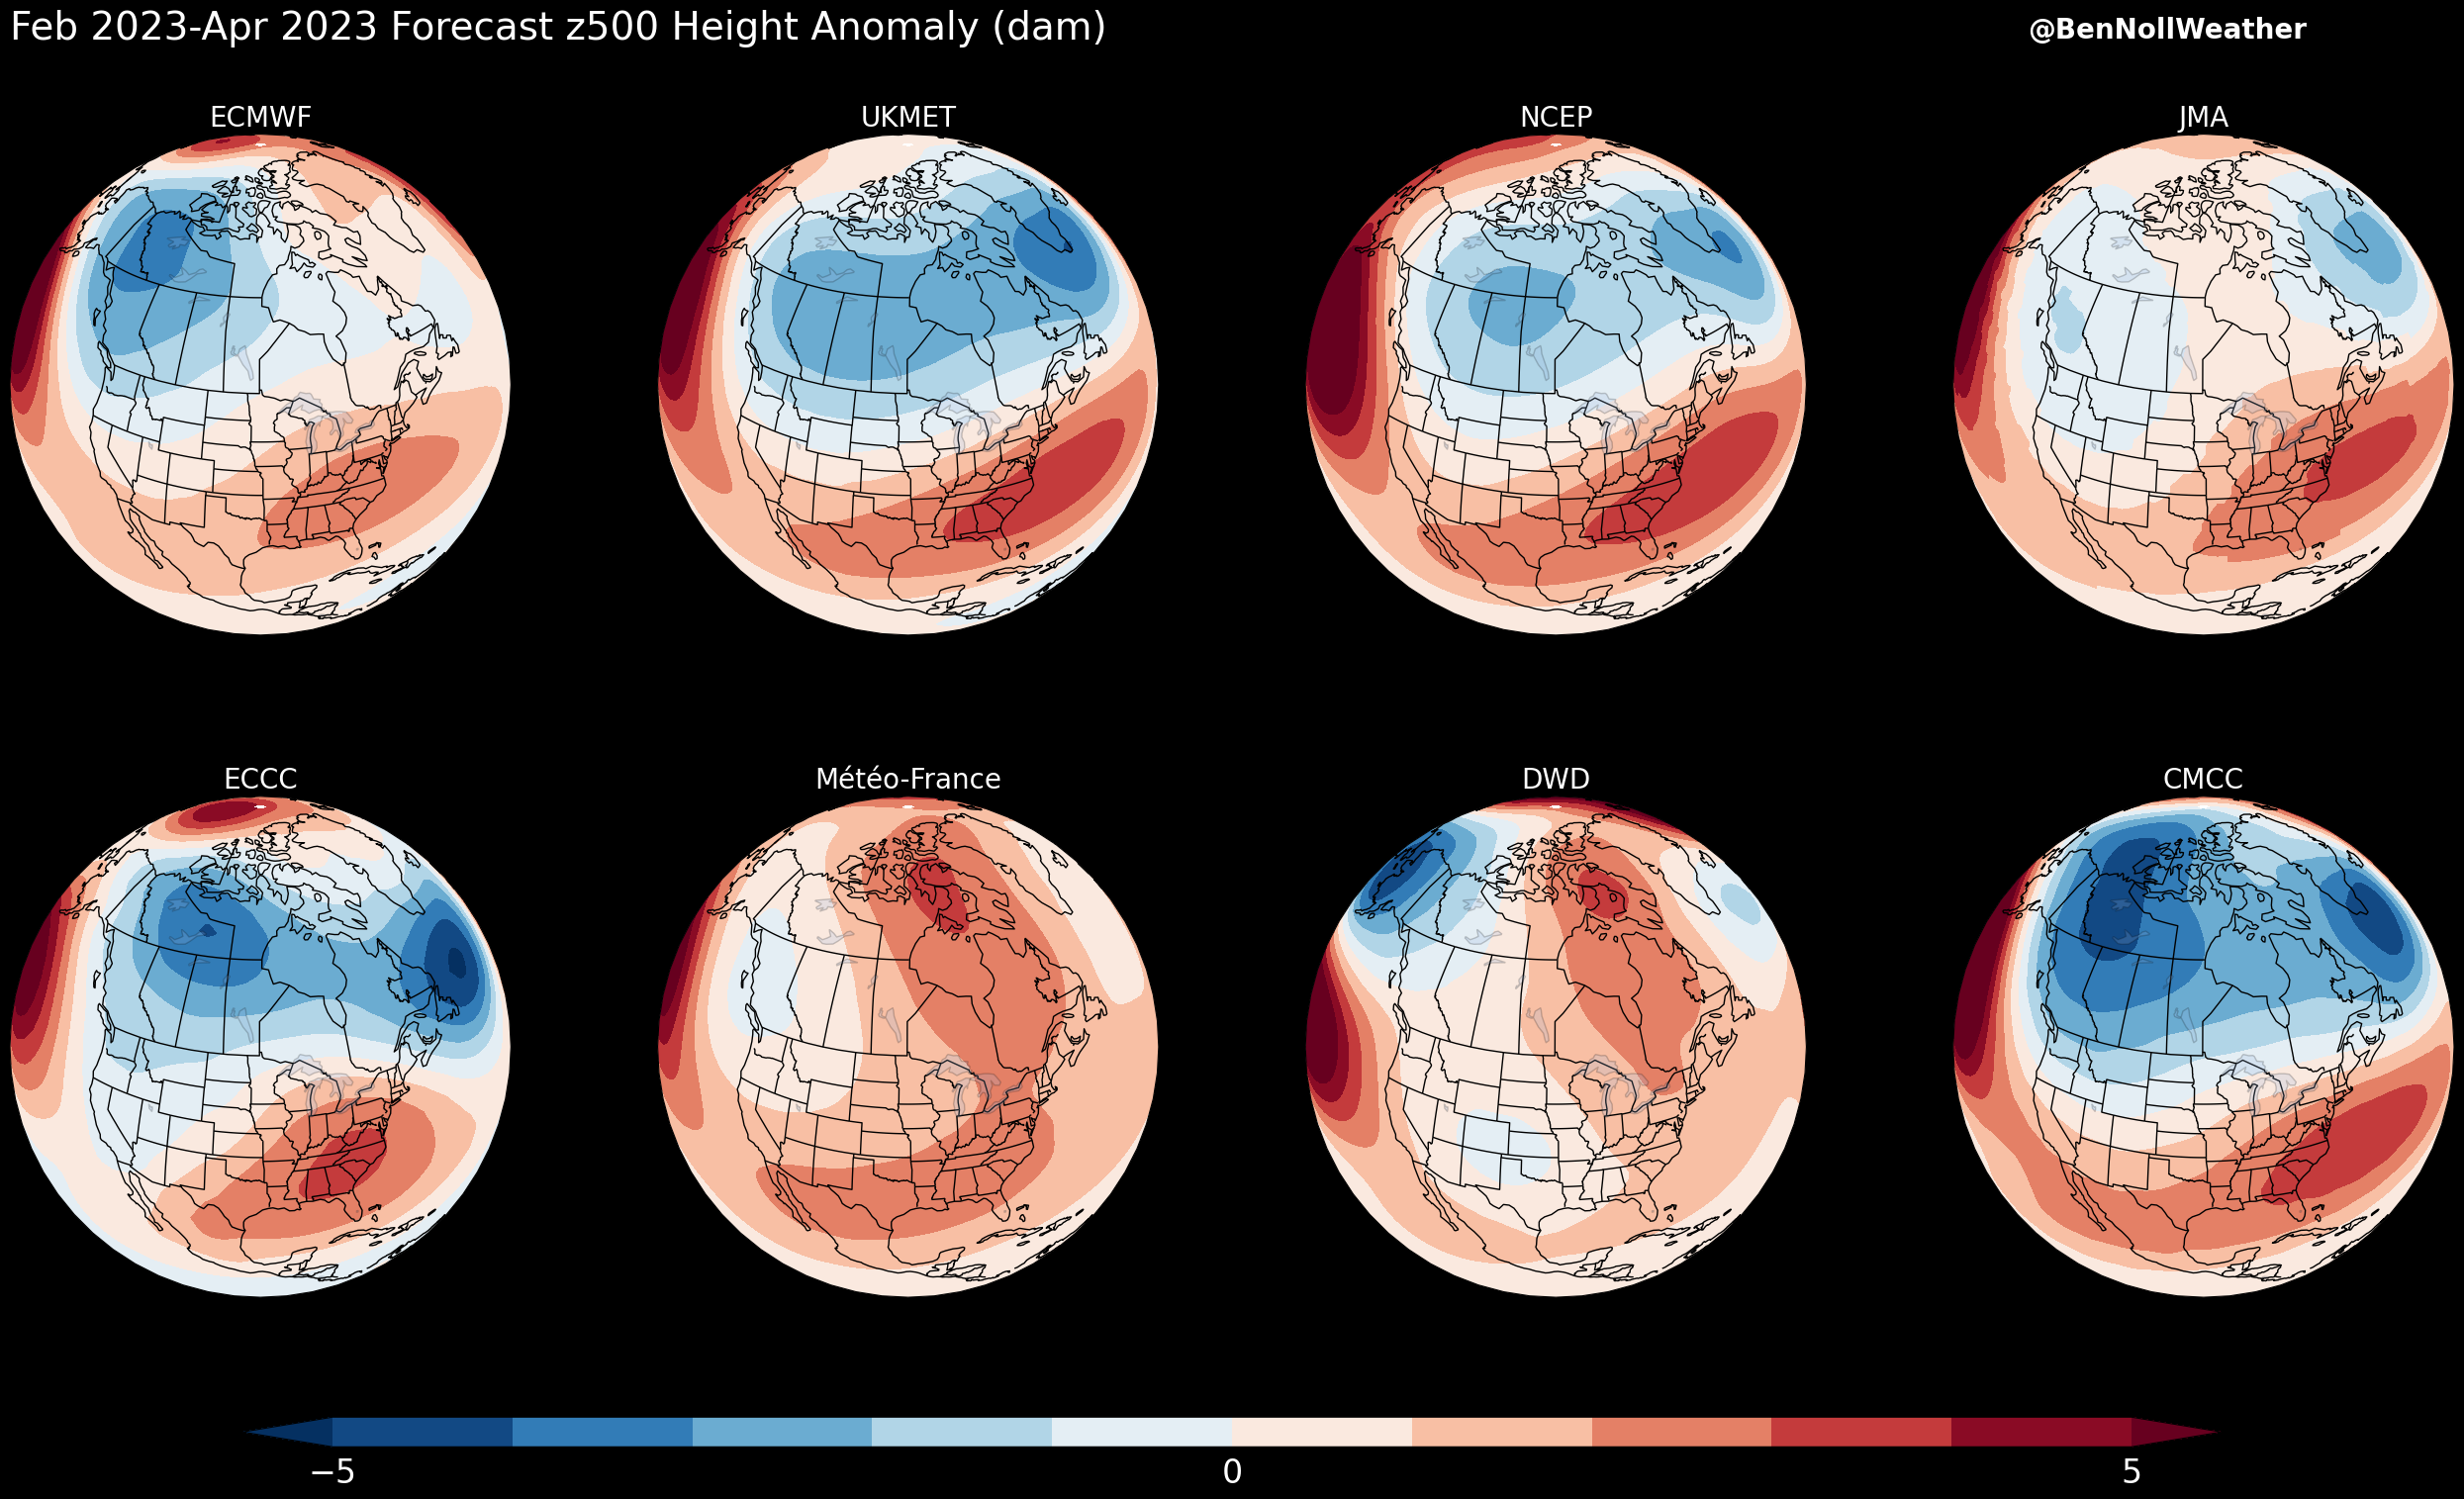 Feb 2023-Apr 2023 Forecast z500 Height Anomaly (dam)
@BenNollWeather
ECMWF
UKMET
NCEP
JMA
ECCC
Météo-France
DWD
CMCC
−5
0
5